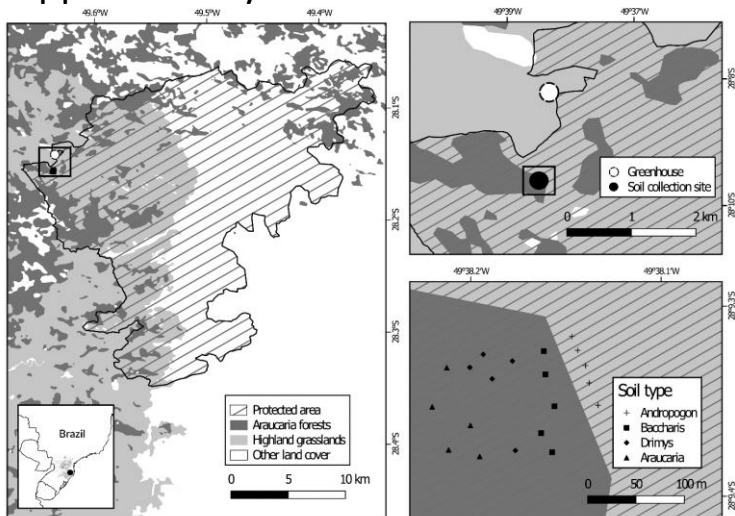 49.6°W 49.5°W 49.4°W
28.1°S
28.2°S
28.3°S
28.4°S
Brazil
Protected area
Araucaria forests
Highland grasslands
Other land cover
0 5 10 km
49°39'W 49°37'W
28°8'S
28°10'S
Greenhouse
Soil collection site
0 1 2 km
49°38.2'W 49°38.1'W
28°9.3'S
28°9.4'S
Soil type
Andropogon
Baccharis
Drimys
Araucaria
0 50 100 m